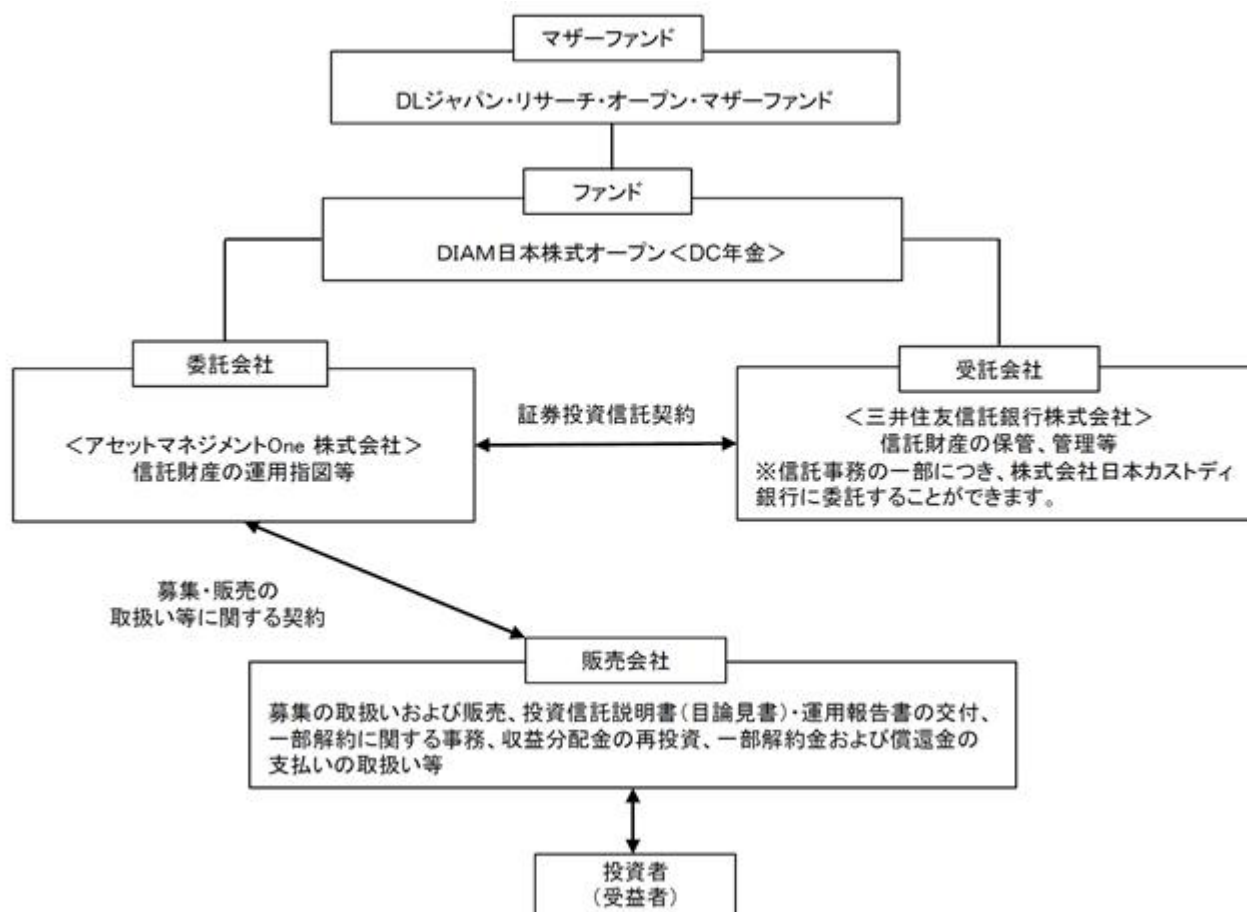 マザーファンド
DLジャパン・リサーチ・オープン・マザーファンド
ファンド
DIAM日本株式オープン＜DC年金＞
委託会社
＜アセットマネジメントOne 株式会社＞
信託財産の運用指図等
証券投資信託契約
受託会社
＜三井住友信託銀行株式会社＞
信託財産の保管、管理等
※信託事務の一部につき、株式会社日本カストディ
銀行に委託することができます。
募集・販売の
取扱い等に関する契約
販売会社
募集の取扱いおよび販売、投資信託説明書（目論見書）・運用報告書の交付、
一部解約に関する事務、収益分配金の再投資、一部解約金および償還金の
支払いの取扱い等
投資者
（受益者）